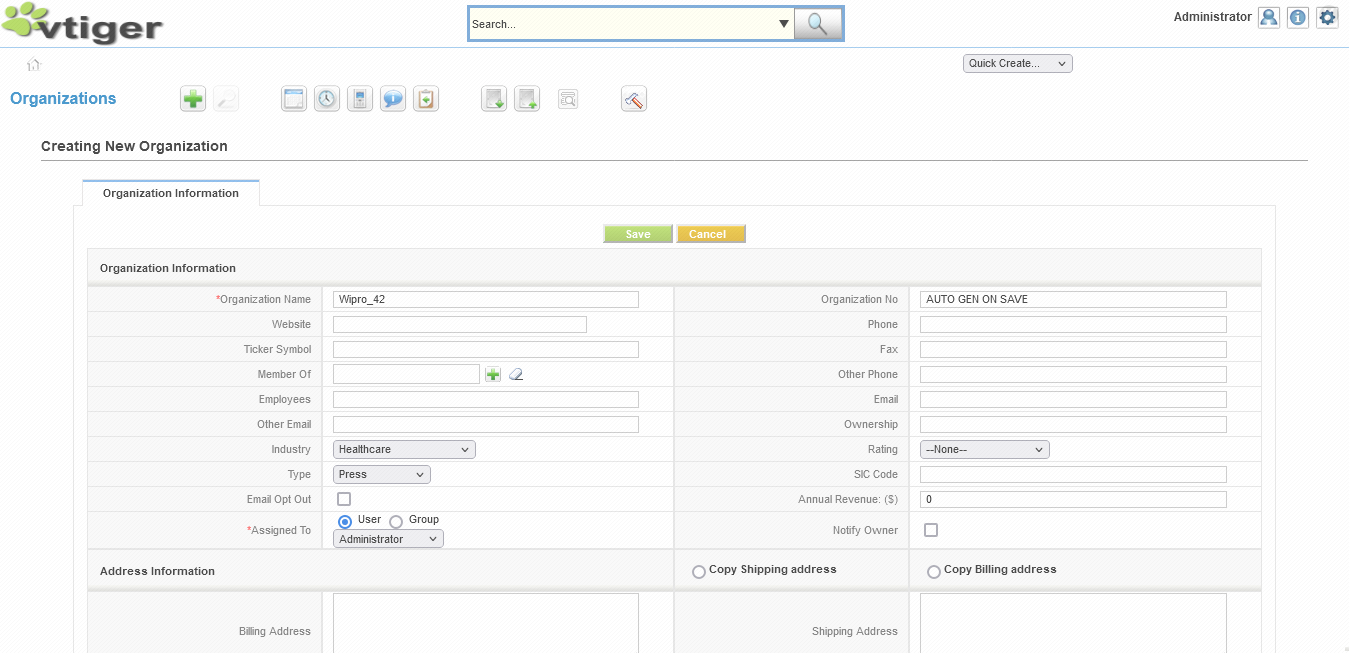 vtiger
Search...
Administrator
Quick Create...
Organizations
Creating New Organization
Organization Information
Save Cancel
Organization Information
*Organization Name Wipro_42 Organization No AUTO GEN ON SAVE
Website Phone
Ticker Symbol Fax
Member Of Other Phone
Employees Email
Other Email Ownership
Industry Healthcare Rating --None--
Type Press SIC Code
Email Opt Out Annual Revenue: ($) 0
*Assigned To User Group Administrator Notify Owner
Address Information Copy Shipping address Copy Billing address
Billing Address Shipping Address